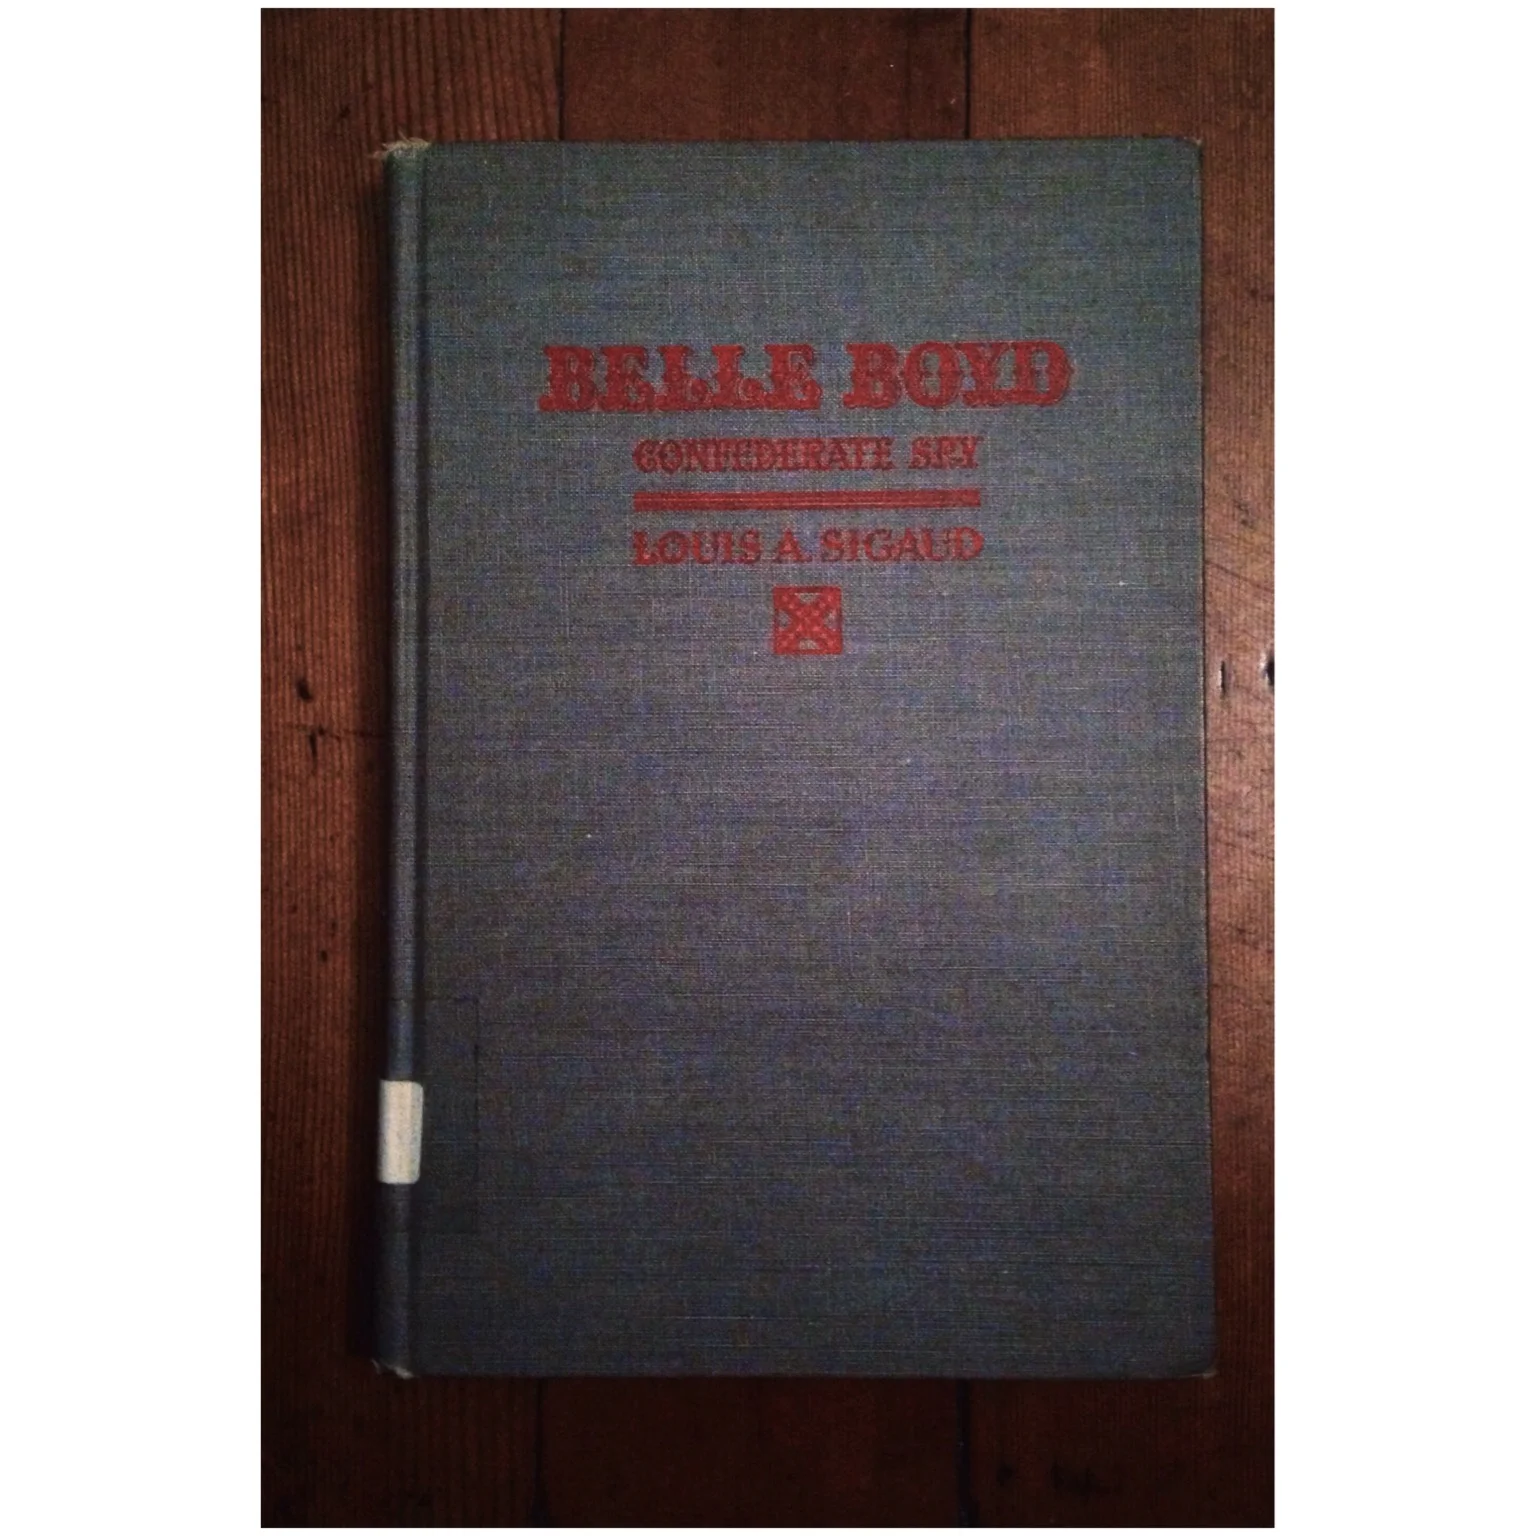 BELLE BOYD
CONFEDERATE SPY
LOUIS A. SIGAUD